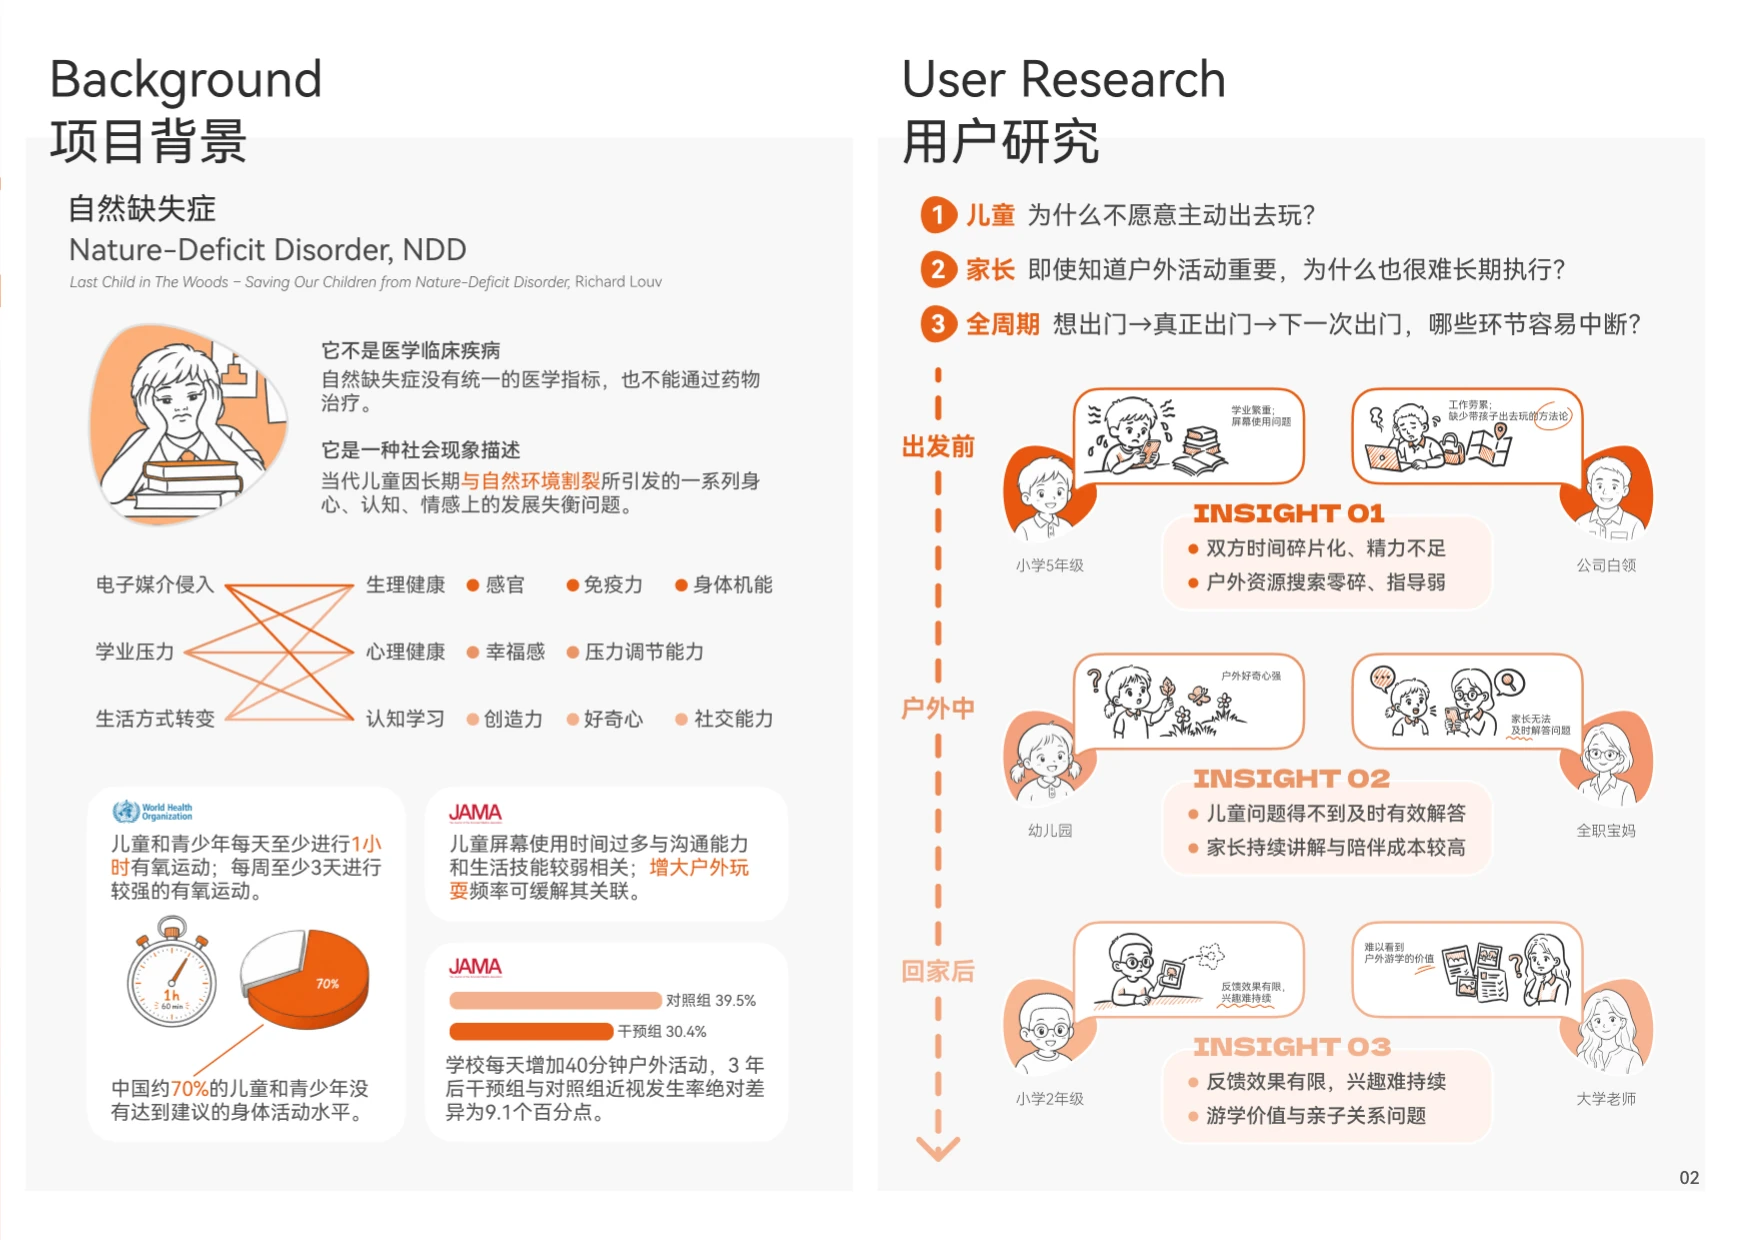 Background
项目背景
自然缺失症
Nature-Deficit Disorder, NDD
Last Child in The Woods – Saving Our Children from Nature-Deficit Disorder, Richard Louv
它不是医学临床疾病
自然缺失症没有统一的医学指标，也不能通过药物
治疗。
它是一种社会现象描述
当代儿童因长期与自然环境割裂所引发的一系列身
心、认知、情感上的发展失衡问题。
电子媒介侵入 生理健康 感官 免疫力 身体机能
学业压力 心理健康 幸福感 压力调节能力
生活方式转变 认知学习 创造力 好奇心 社交能力
World Health
Organization
儿童和青少年每天至少进行1小
时有氧运动；每周至少3天进行
较强的有氧运动。
1h
60 min
70%
中国约70%的儿童和青少年没
有达到建议的身体活动水平。
JAMA
儿童屏幕使用时间过多与沟通能力
和生活技能较弱相关；增大户外玩
耍频率可缓解其关联。
JAMA
对照组 39.5%
干预组 30.4%
学校每天增加40分钟户外活动，3 年
后干预组与对照组近视发生率绝对差
异为9.1个百分点。
User Research
用户研究
1 儿童 为什么不愿意主动出去玩？
2 家长 即使知道户外活动重要，为什么也很难长期执行？
3 全周期 想出门→真正出门→下一次出门，哪些环节容易中断？
出发前
学业繁重；
屏幕使用问题
工作劳累；
缺少带孩子出去玩的方法论
小学5年级
公司白领
INSIGHT 01
双方时间碎片化、精力不足
户外资源搜索零碎、指导弱
户外中
?
户外好奇心强
家长无法
及时解答问题
幼儿园
全职宝妈
INSIGHT 02
儿童问题得不到及时有效解答
家长持续讲解与陪伴成本较高
回家后
反馈效果有限，
兴趣难持续
难以看到
户外游学的价值
?
小学2年级
大学老师
INSIGHT 03
反馈效果有限，兴趣难持续
游学价值与亲子关系问题
02